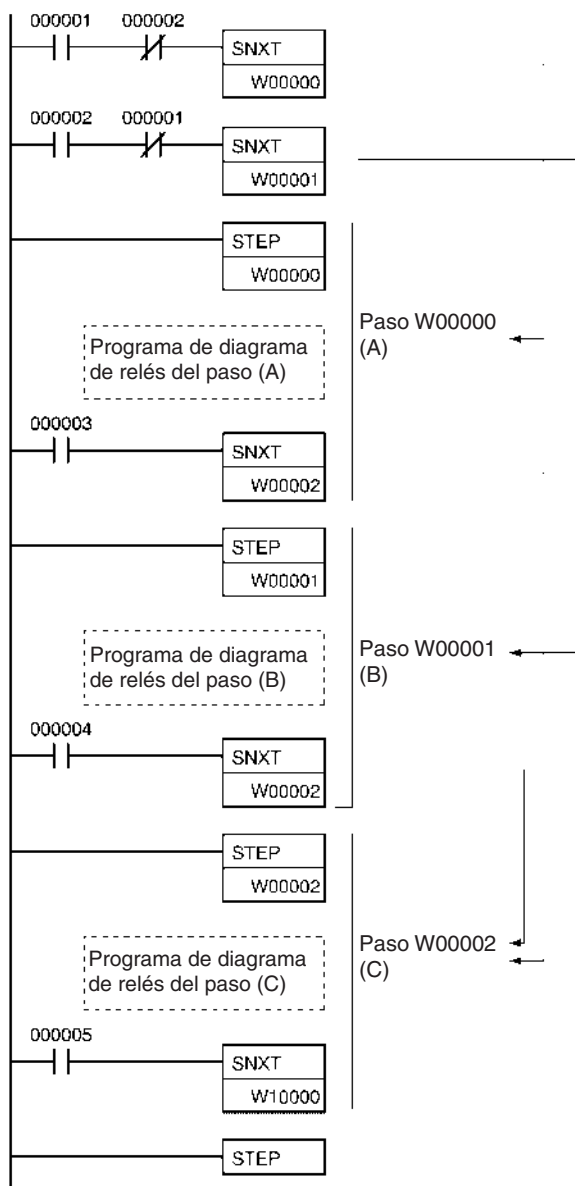 000001 000002
SNXT
W00000
000002 000001
SNXT
W00001
STEP
W00000
Paso W00000
(A)
Programa de diagrama
de relés del paso (A)
000003
SNXT
W00002
STEP
W00001
Paso W00001
(B)
Programa de diagrama
de relés del paso (B)
000004
SNXT
W00002
STEP
W00002
Paso W00002
(C)
Programa de diagrama
de relés del paso (C)
000005
SNXT
W10000
STEP